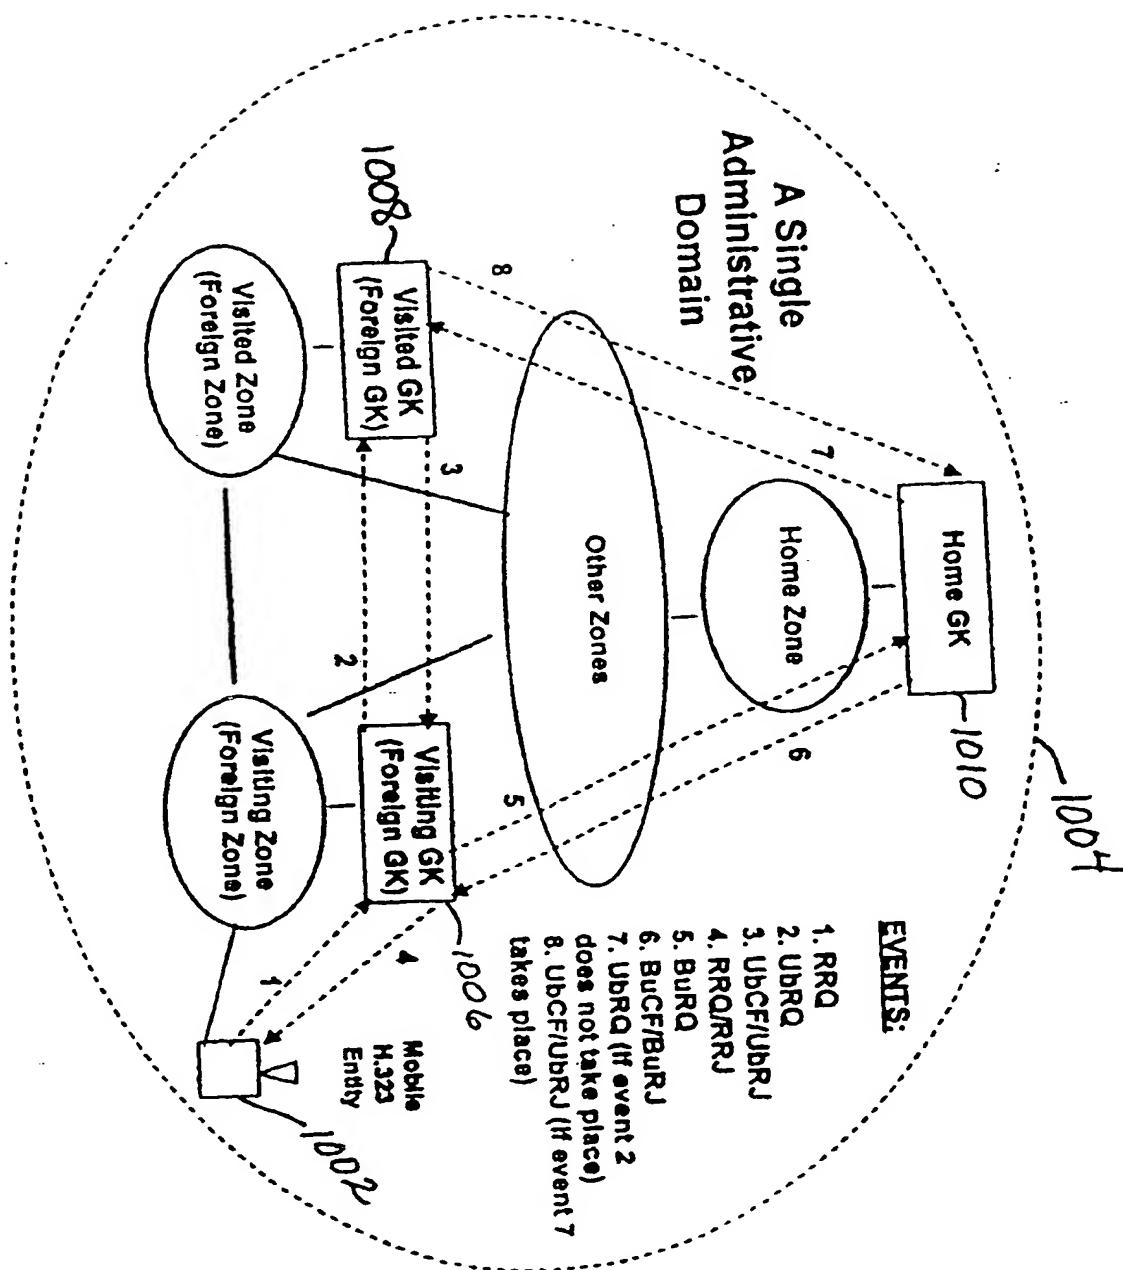 A Single
Administrative
Domain
1004
Home GK
1010
Home Zone
Other Zones
7
6
8
5
1008
Visited GK
(Foreign GK)
3
2
Visiting GK
(Foreign GK)
1006
Visited Zone
(Foreign Zone)
Visiting Zone
(Foreign Zone)
1
4
Mobile
H.323
Entity
1002
EVENTS:
1. RRQ
2. UbRQ
3. UbCF/UbRJ
4. RRQ/RRJ
5. BuRQ
6. BuCF/BuRJ
7. UbRQ (If event 2
does not take place)
8. UbCF/UbRJ (If event 7
takes place)